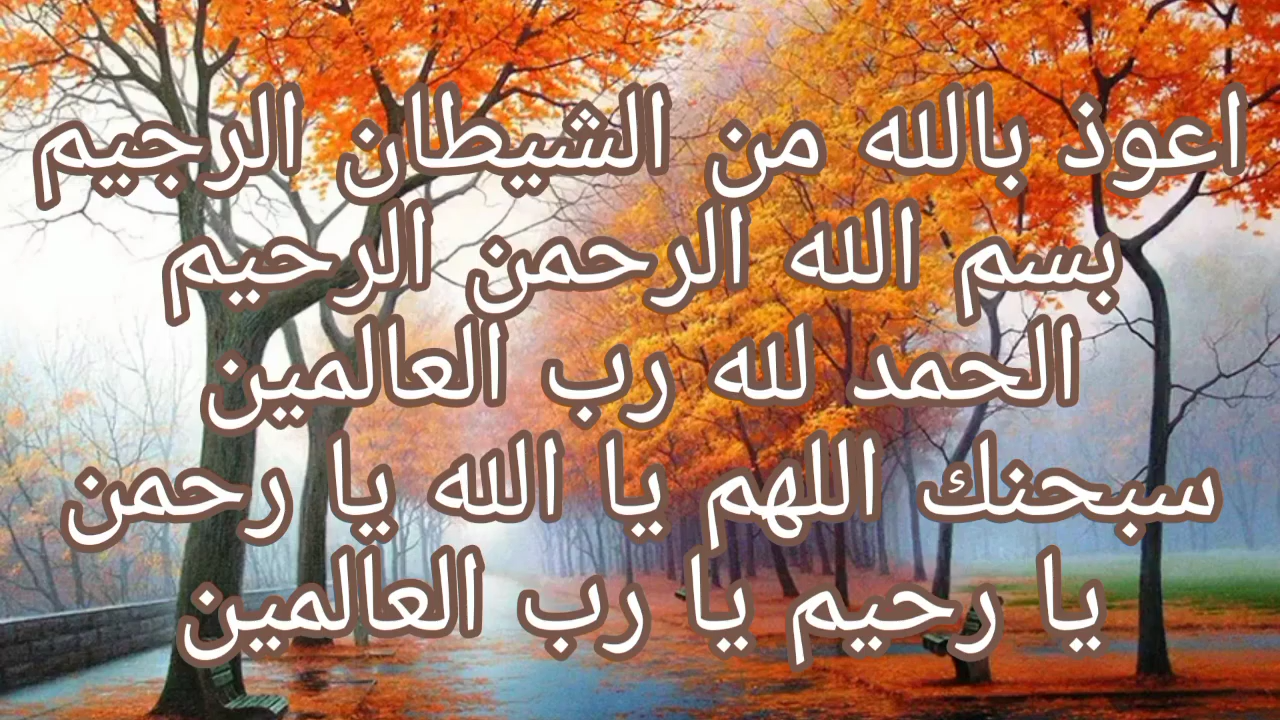 اعوذ بالله من الشيطان الرجيم
بسم الله الرحمن الرحيم
الحمد لله رب العالمين
سبحنك اللهم يا الله يا رحمن
يا رحيم يا رب العالمين